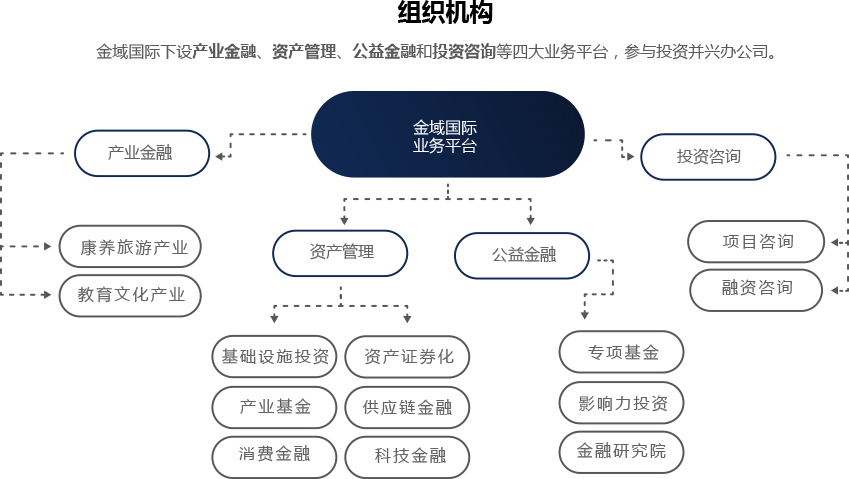 组织机构
金域国际下设产业金融、资产管理、公益金融和投资咨询等四大业务平台，参与投资并兴办公司。
金域国际
业务平台
产业金融
投资咨询
康养旅游产业
教育文化产业
资产管理
公益金融
项目咨询
融资咨询
基础设施投资
资产证券化
专项基金
产业基金
供应链金融
影响力投资
消费金融
科技金融
金融研究院